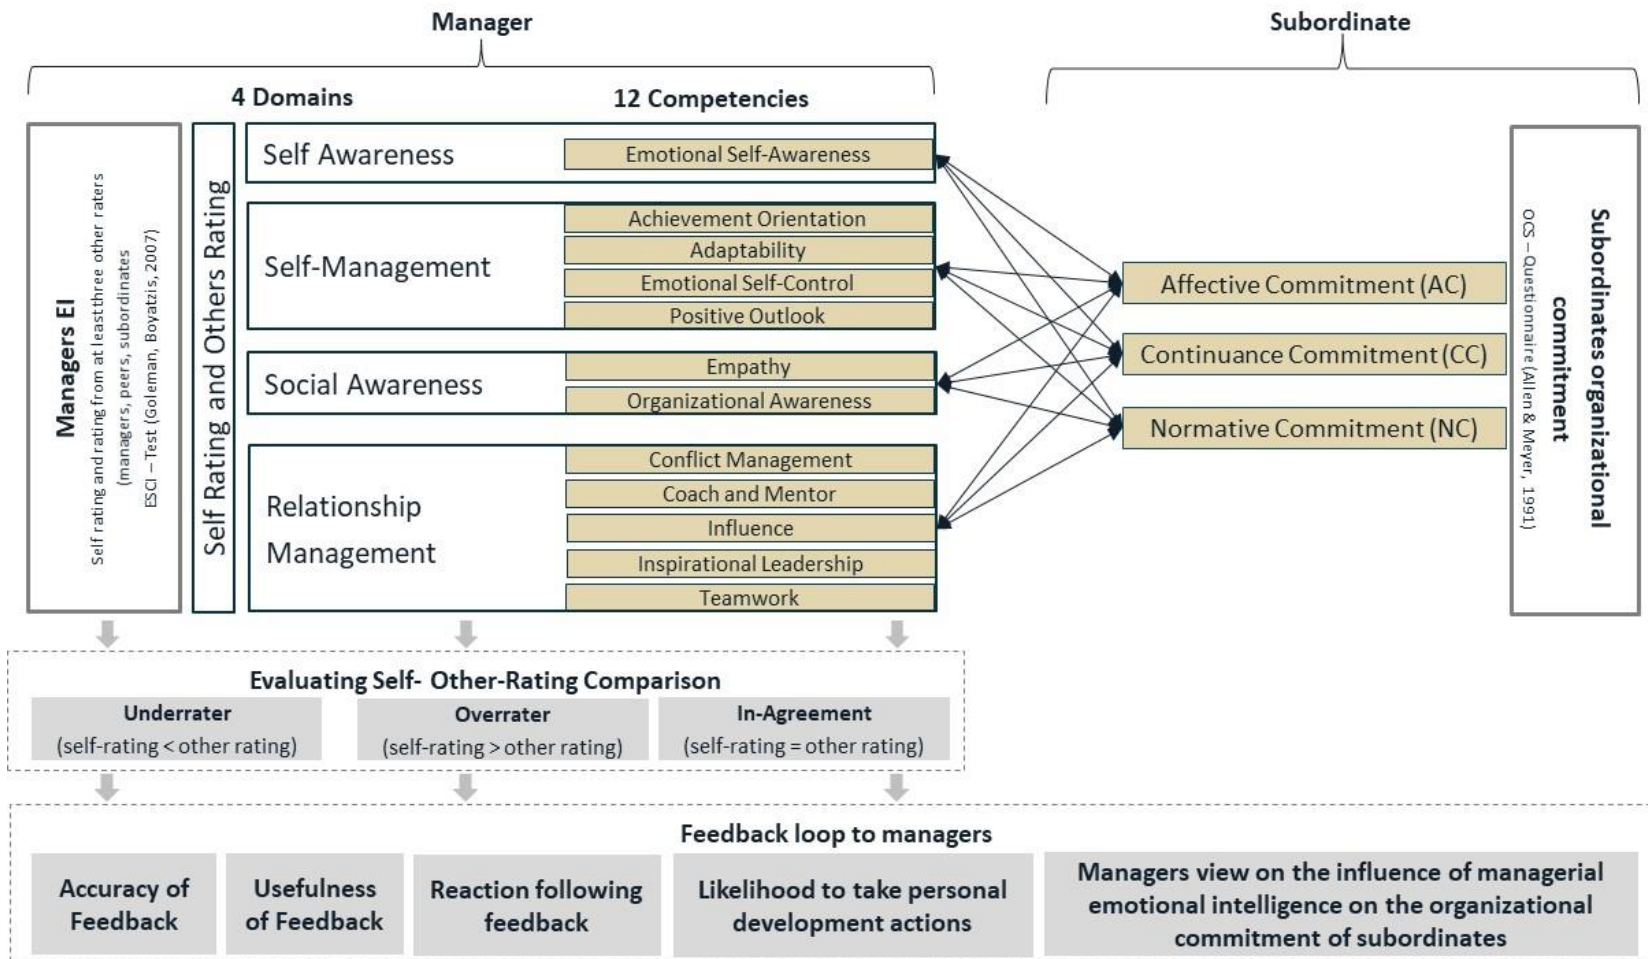 Manager
Subordinate
4 Domains
12 Competencies
Managers EI
Self rating and rating from at leastthree other raters
(managers, peers, subordinates
ESCI – Test (Goleman, Boyatzis, 2007)
Self Rating and Others Rating
Self Awareness
Emotional Self-Awareness
Self-Management
Achievement Orientation
Adaptability
Emotional Self-Control
Positive Outlook
Social Awareness
Empathy
Organizational Awareness
Relationship
Management
Conflict Management
Coach and Mentor
Influence
Inspirational Leadership
Teamwork
Affective Commitment (AC)
Continuance Commitment (CC)
Normative Commitment (NC)
Subordinates organizational
commitment
OCS – Questionnaire (Allen & Meyer, 1991)
Evaluating Self- Other-Rating Comparison
Underrater
(self-rating < other rating)
Overrater
(self-rating > other rating)
In-Agreement
(self-rating = other rating)
Feedback loop to managers
Accuracy of
Feedback
Usefulness
of Feedback
Reaction following
feedback
Likelihood to take personal
development actions
Managers view on the influence of managerial
emotional intelligence on the organizational
commitment of subordinates